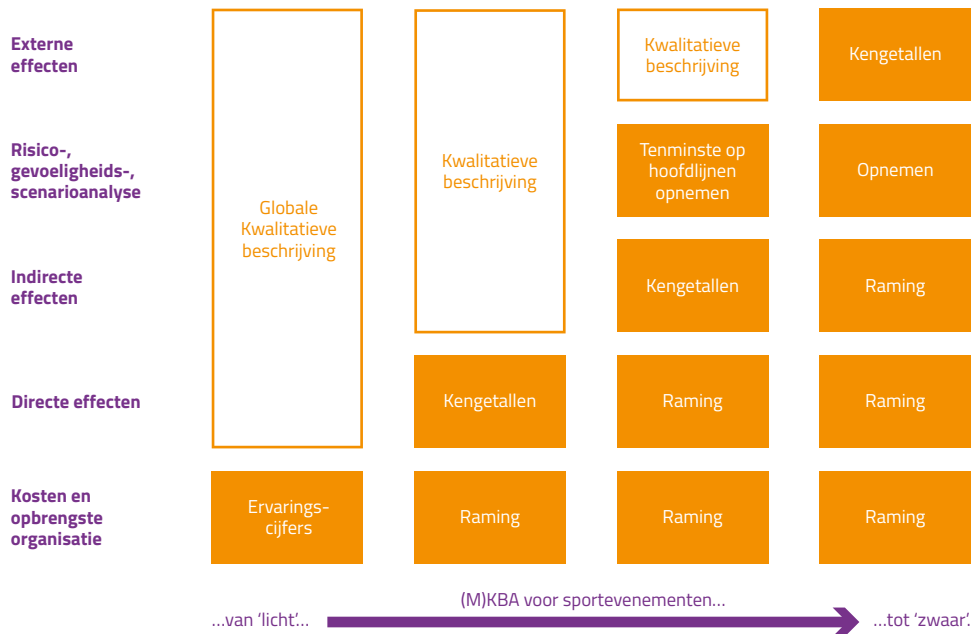 Externe
effecten
Kwalitatieve
beschrijving
Kengetallen
Risico-,
gevoeligheids-,
scenarioanalyse
Globale
Kwalitatieve
beschrijving
Kwalitatieve
beschrijving
Tenminste op
hoofdlijnen
opnemen
Opnemen
Indirecte
effecten
Kengetallen
Raming
Directe effecten
Kengetallen
Raming
Raming
Kosten en
opbrengste
organisatie
Ervarings-
cijfers
Raming
Raming
Raming
(M)KBA voor sportevenementen...
...van ‘licht’...
...tot ‘zwaar’.